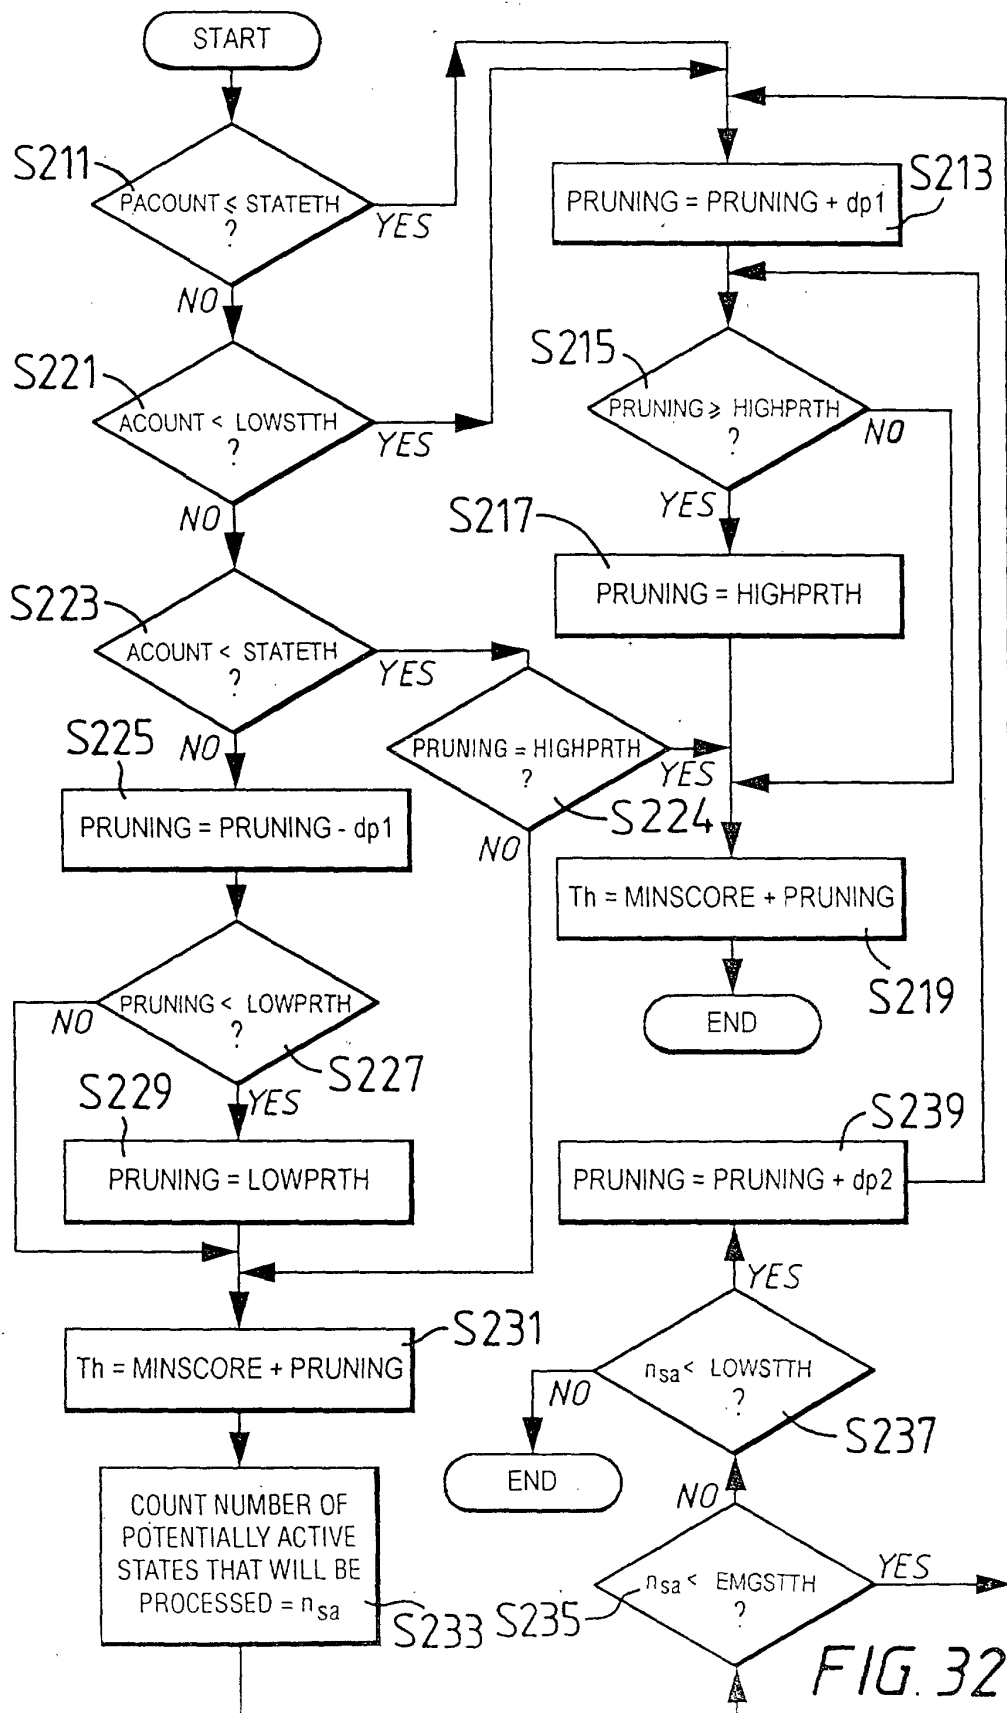 START
S211
PACOUNT ≤ STATETH
?
YES
NO
S213
PRUNING = PRUNING + dp1
S221
ACOUNT < LOWSTTH
?
YES
NO
S215
PRUNING ⩾ HIGHPRTH
?
NO
YES
S217
PRUNING = HIGHPRTH
S223
ACOUNT < STATETH
?
YES
NO
PRUNING = HIGHPRTH
?
YES
S224
NO
S225
PRUNING = PRUNING - dp1
Th = MINSCORE + PRUNING
S219
END
PRUNING < LOWPRTH
?
NO
S227
YES
S229
PRUNING = LOWPRTH
S239
PRUNING = PRUNING + dp2
YES
S231
Th = MINSCORE + PRUNING
nsa < LOWSTTH
?
NO
S237
END
NO
COUNT NUMBER OF
POTENTIALLY ACTIVE
STATES THAT WILL BE
PROCESSED = nsa
S233
S235
nsa < EMGSTTH
?
YES
FIG. 32